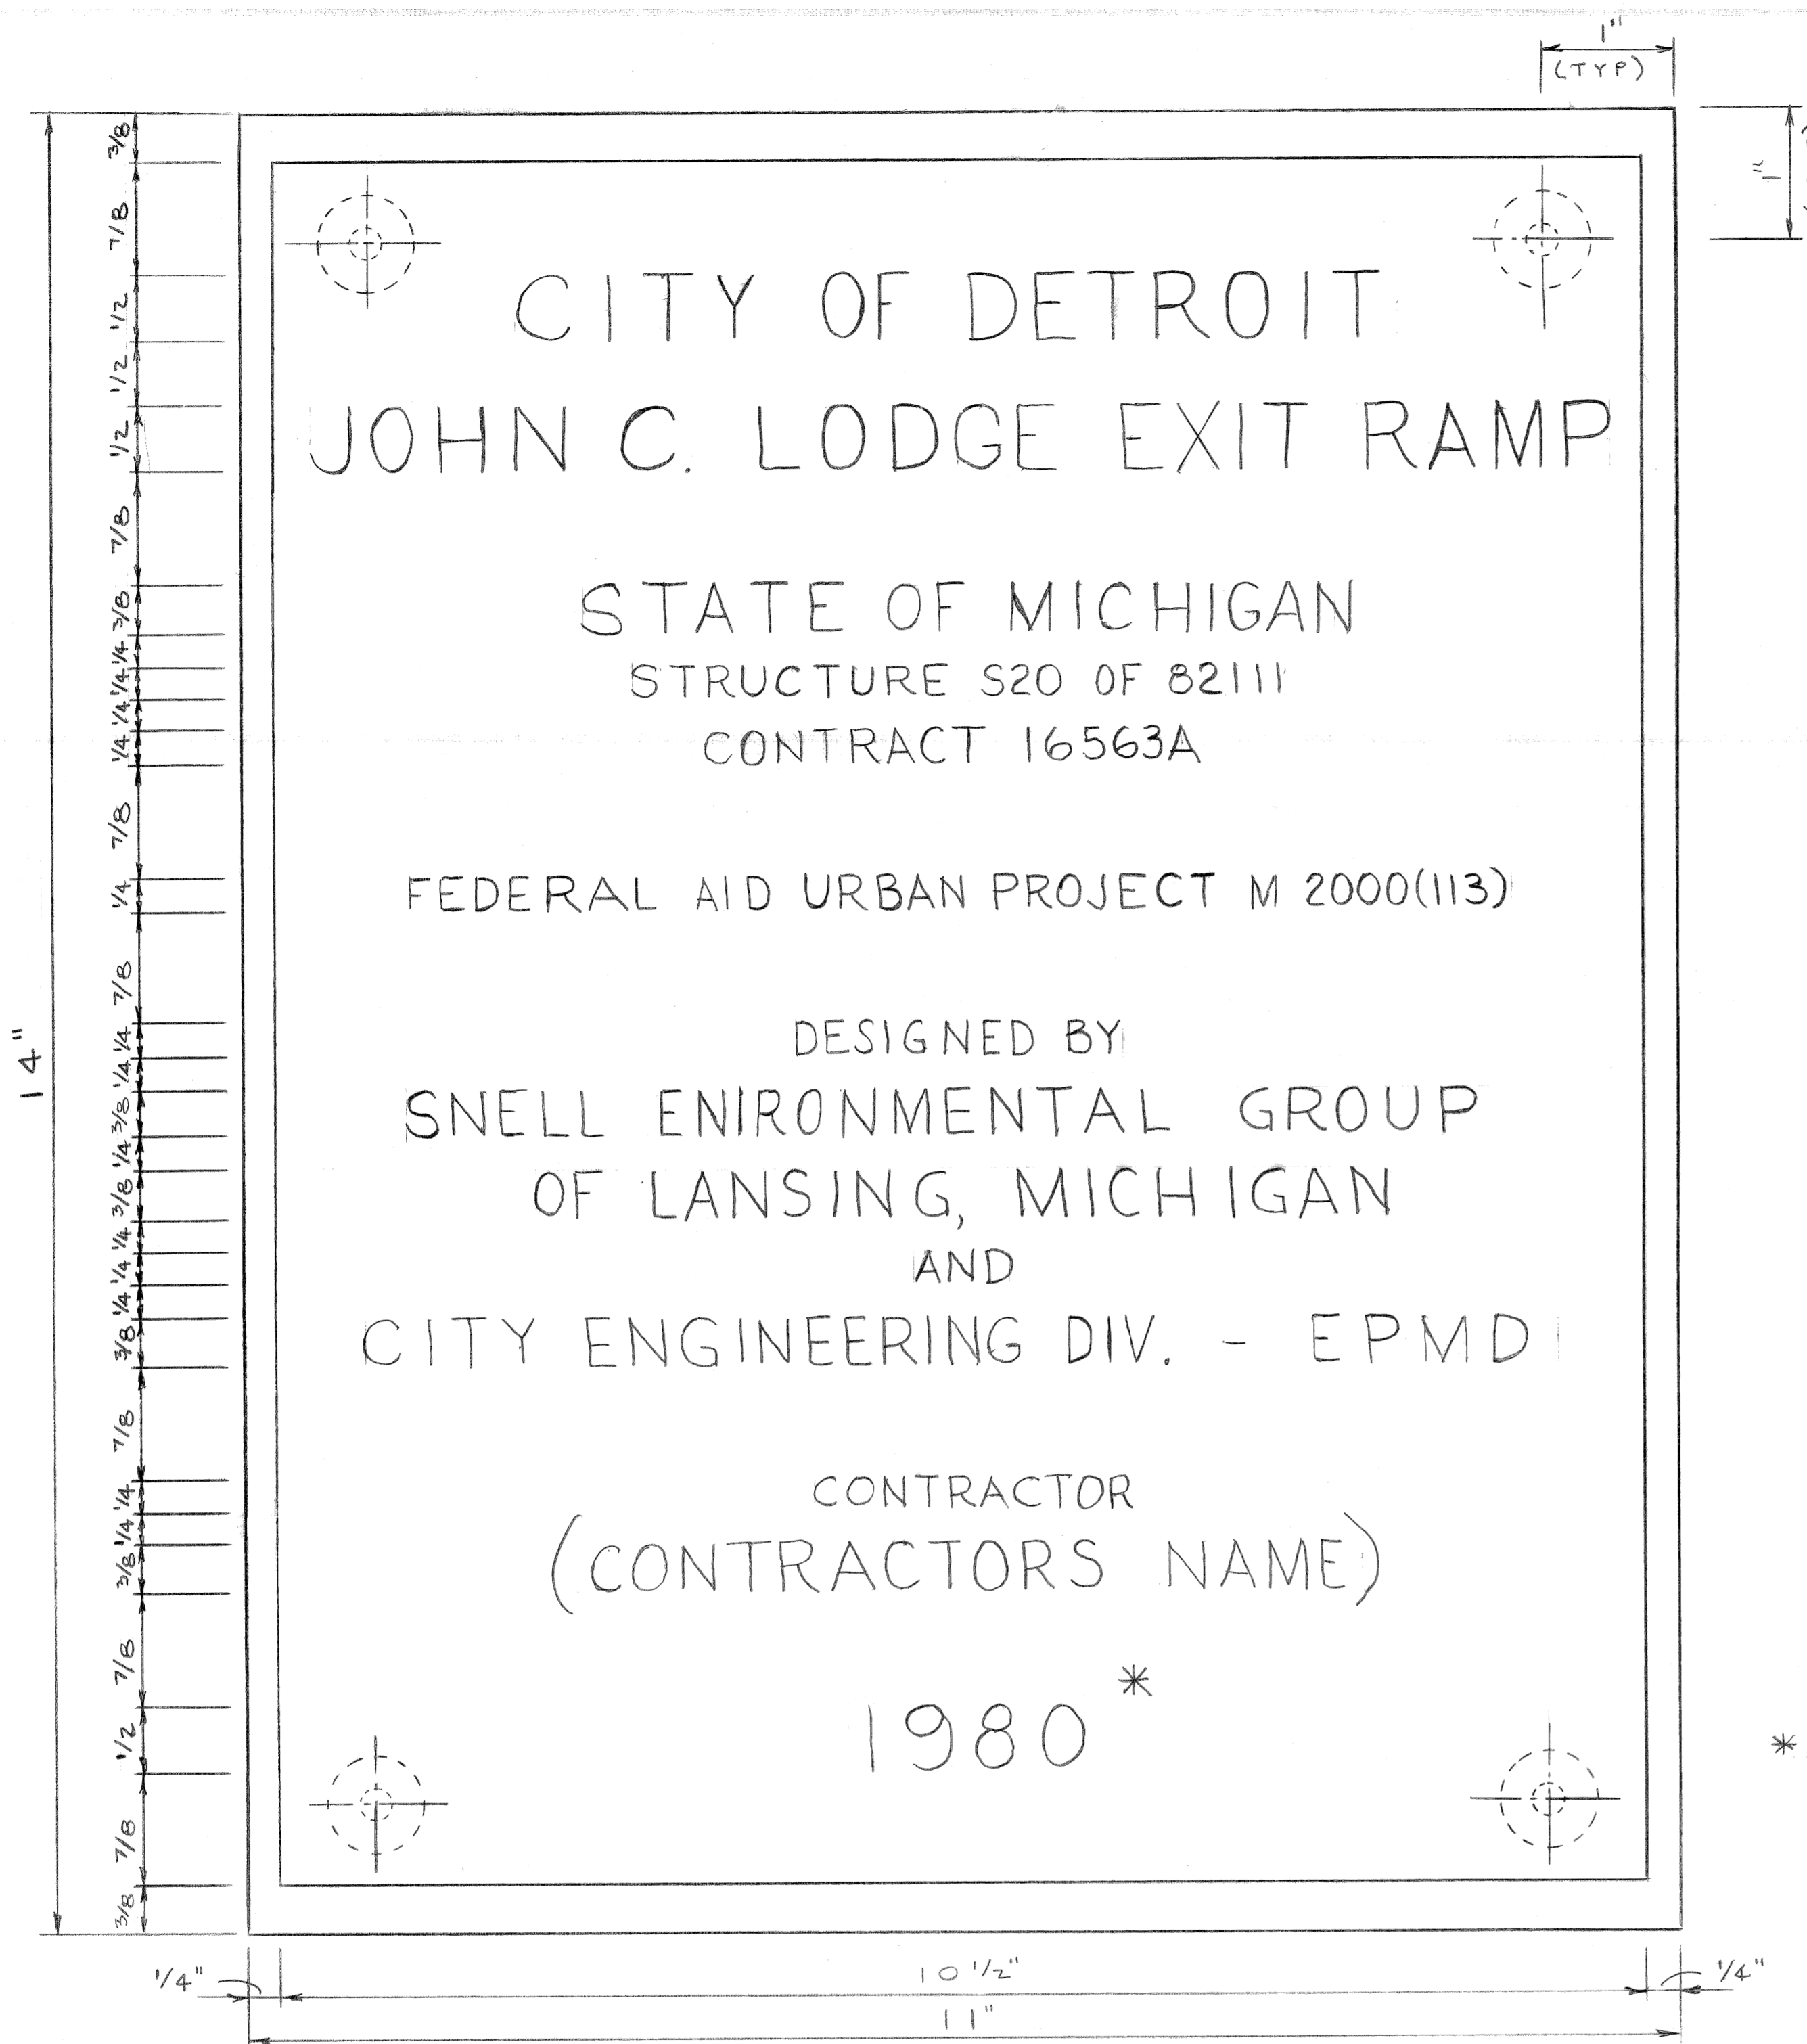 1"
(TYP)
3/8
7/8
1/2
1/2
1/2
7/8
3/8
1/4
1/4
1/4
1/4
7/8
1/4
7/8
1/4
1/4
3/8
1/4
3/8
1/4
1/4
1/4
3/8
7/8
1/4
1/4
3/8
7/8
1/2
7/8
3/8
14"
1"
CITY OF DETROIT
JOHN C. LODGE EXIT RAMP
STATE OF MICHIGAN
STRUCTURE S20 OF 82111
CONTRACT 16563A
FEDERAL AID URBAN PROJECT M 2000(113)
DESIGNED BY
SNELL ENIRONMENTAL GROUP
OF LANSING, MICHIGAN
AND
CITY ENGINEERING DIV. - EPMD
CONTRACTOR
(CONTRACTORS NAME)
1980*
*
1/4"
10 1/2"
1/4"
11"